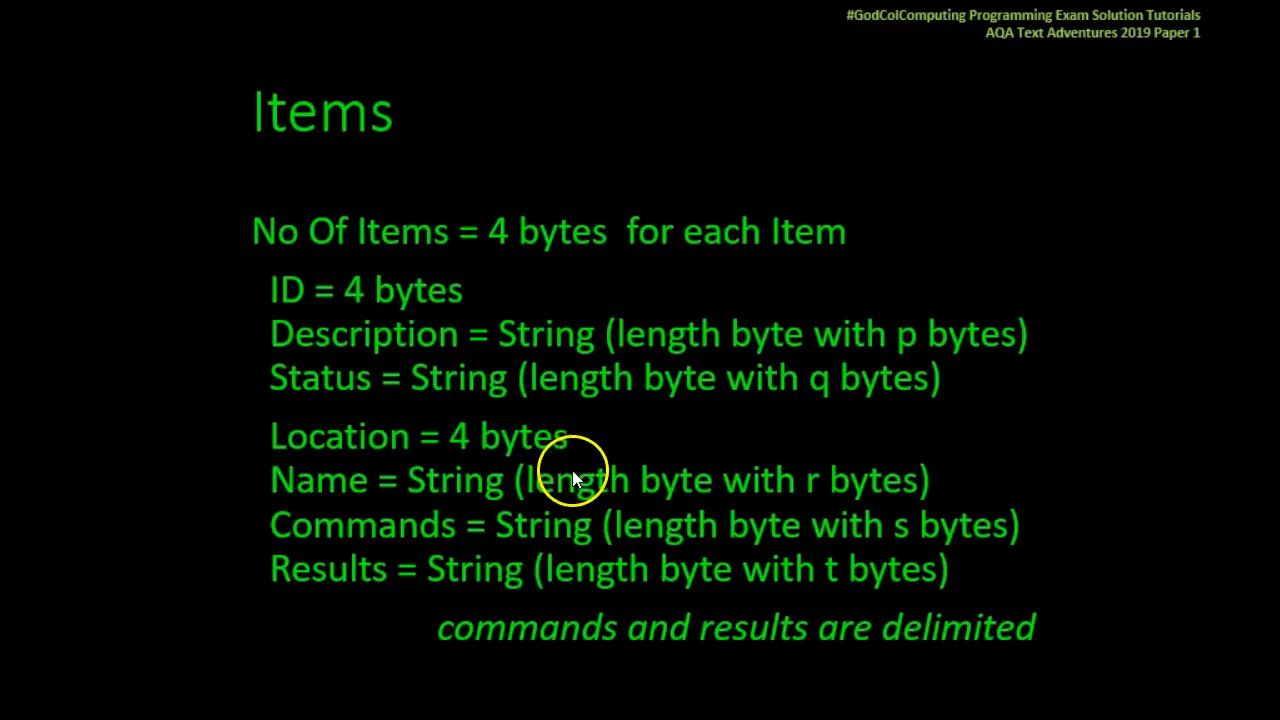 #GodColComputing Programming Exam Solution Tutorials
AQA Text Adventures 2019 Paper 1
Items
No Of Items = 4 bytes  for each Item
ID = 4 bytes
Description = String (length byte with p bytes)
Status = String (length byte with q bytes)
Location = 4 bytes
Name = String (length byte with r bytes)
Commands = String (length byte with s bytes)
Results = String (length byte with t bytes)
commands and results are delimited